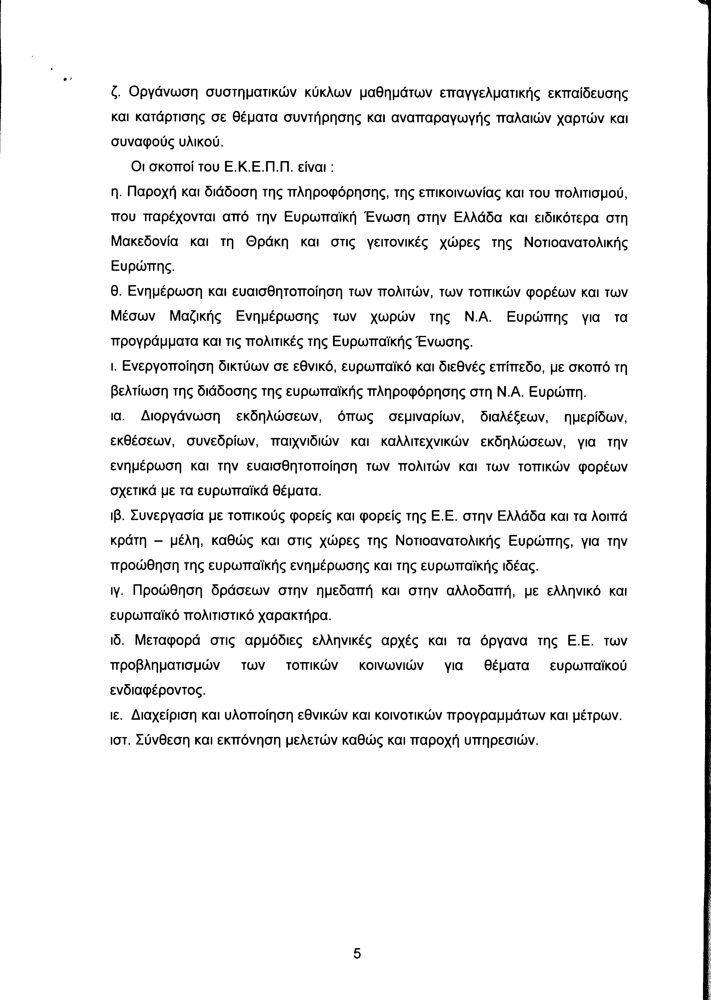 ζ. Οργάνωση συστηματικών κύκλων μαθημάτων επαγγελματικής εκπαίδευσης
και κατάρτισης σε θέματα συντήρησης και αναπαραγωγής παλαιών χαρτών και
συναφούς υλικού.
Οι σκοποί του Ε.Κ.Ε.Π.Π. είναι :
η. Παροχή και διάδοση της πληροφόρησης, της επικοινωνίας και του πολιτισμού,
που παρέχονται από την Ευρωπαϊκή Ένωση στην Ελλάδα και ειδικότερα στη
Μακεδονία και τη Θράκη και στις γειτονικές χώρες της Νοτιοανατολικής
Ευρώπης.
θ. Ενημέρωση και ευαισθητοποίηση των πολιτών, των τοπικών φορέων και των
Μέσων Μαζικής Ενημέρωσης των χωρών της Ν.Α. Ευρώπης για τα
προγράμματα και τις πολιτικές της Ευρωπαϊκής Ένωσης.
ι. Ενεργοποίηση δικτύων σε εθνικό, ευρωπαϊκό και διεθνές επίπεδο, με σκοπό τη
βελτίωση της διάδοσης της ευρωπαϊκής πληροφόρησης στη Ν.Α. Ευρώπη.
ια. Διοργάνωση εκδηλώσεων, όπως σεμιναρίων, διαλέξεων, ημερίδων,
εκθέσεων, συνεδρίων, παιχνιδιών και καλλιτεχνικών εκδηλώσεων, για την
ενημέρωση και την ευαισθητοποίηση των πολιτών και των τοπικών φορέων
σχετικά με τα ευρωπαϊκά θέματα.
ιβ. Συνεργασία με τοπικούς φορείς και φορείς της Ε.Ε. στην Ελλάδα και τα λοιπά
κράτη – μέλη, καθώς και στις χώρες της Νοτιοανατολικής Ευρώπης, για την
προώθηση της ευρωπαϊκής ενημέρωσης και της ευρωπαϊκής ιδέας.
ιγ. Προώθηση δράσεων στην ημεδαπή και στην αλλοδαπή, με ελληνικό και
ευρωπαϊκό πολιτιστικό χαρακτήρα.
ιδ. Μεταφορά στις αρμόδιες ελληνικές αρχές και τα όργανα της Ε.Ε. των
προβληματισμών των τοπικών κοινωνιών για θέματα ευρωπαϊκού
ενδιαφέροντος.
ιε. Διαχείριση και υλοποίηση εθνικών και κοινοτικών προγραμμάτων και μέτρων.
ιστ. Σύνθεση και εκπόνηση μελετών καθώς και παροχή υπηρεσιών.
5